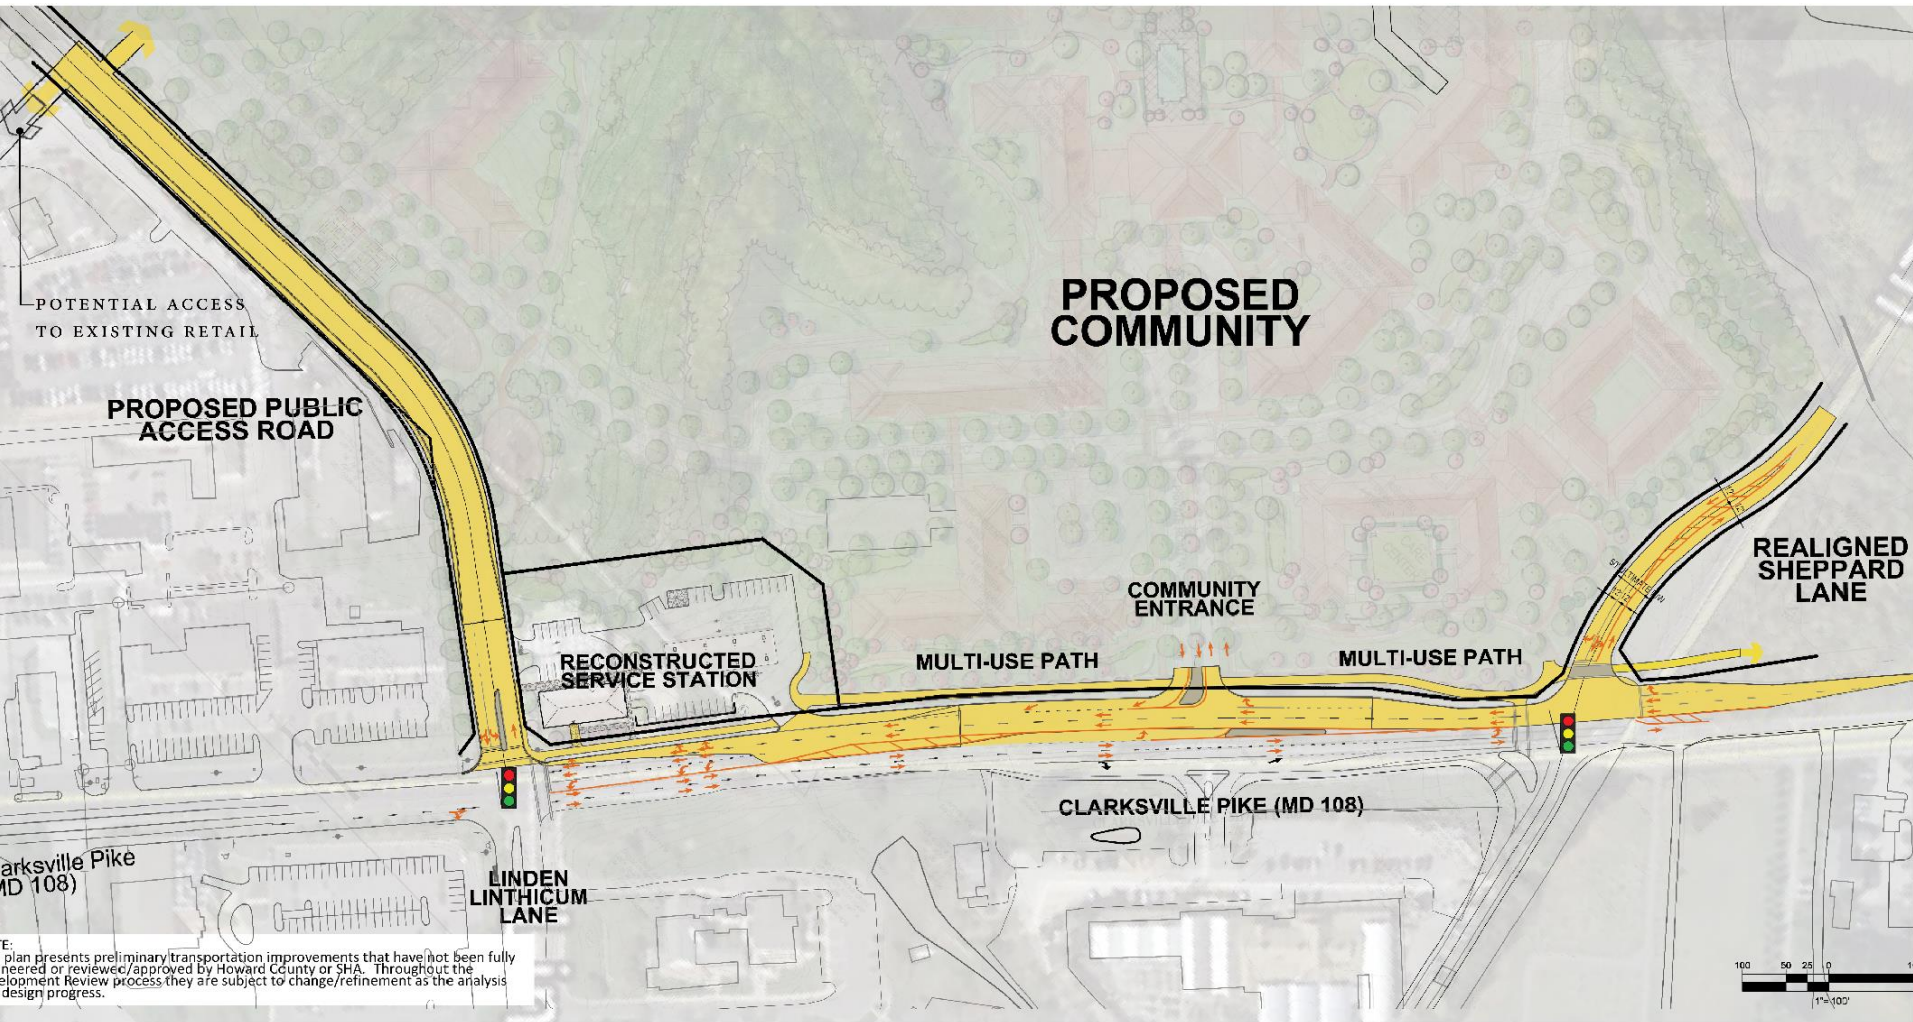 POTENTIAL ACCESS
TO EXISTING RETAIL
PROPOSED
COMMUNITY
PROPOSED PUBLIC
ACCESS ROAD
REALIGNED
SHEPPARD
LANE
COMMUNITY
ENTRANCE
RECONSTRUCTED
SERVICE STATION
MULTI-USE PATH
MULTI-USE PATH
CLARKSVILLE PIKE (MD 108)
arksville Pike
MD 108)
LINDEN
LINTHICUM
LANE
TE:
plan presents preliminary transportation improvements that have not been fully
neered or reviewed/approved by Howard County or SHA. Throughout the
elopment Review process they are subject to change/refinement as the analysis
design progress.
100 50 25 0
1"=100'